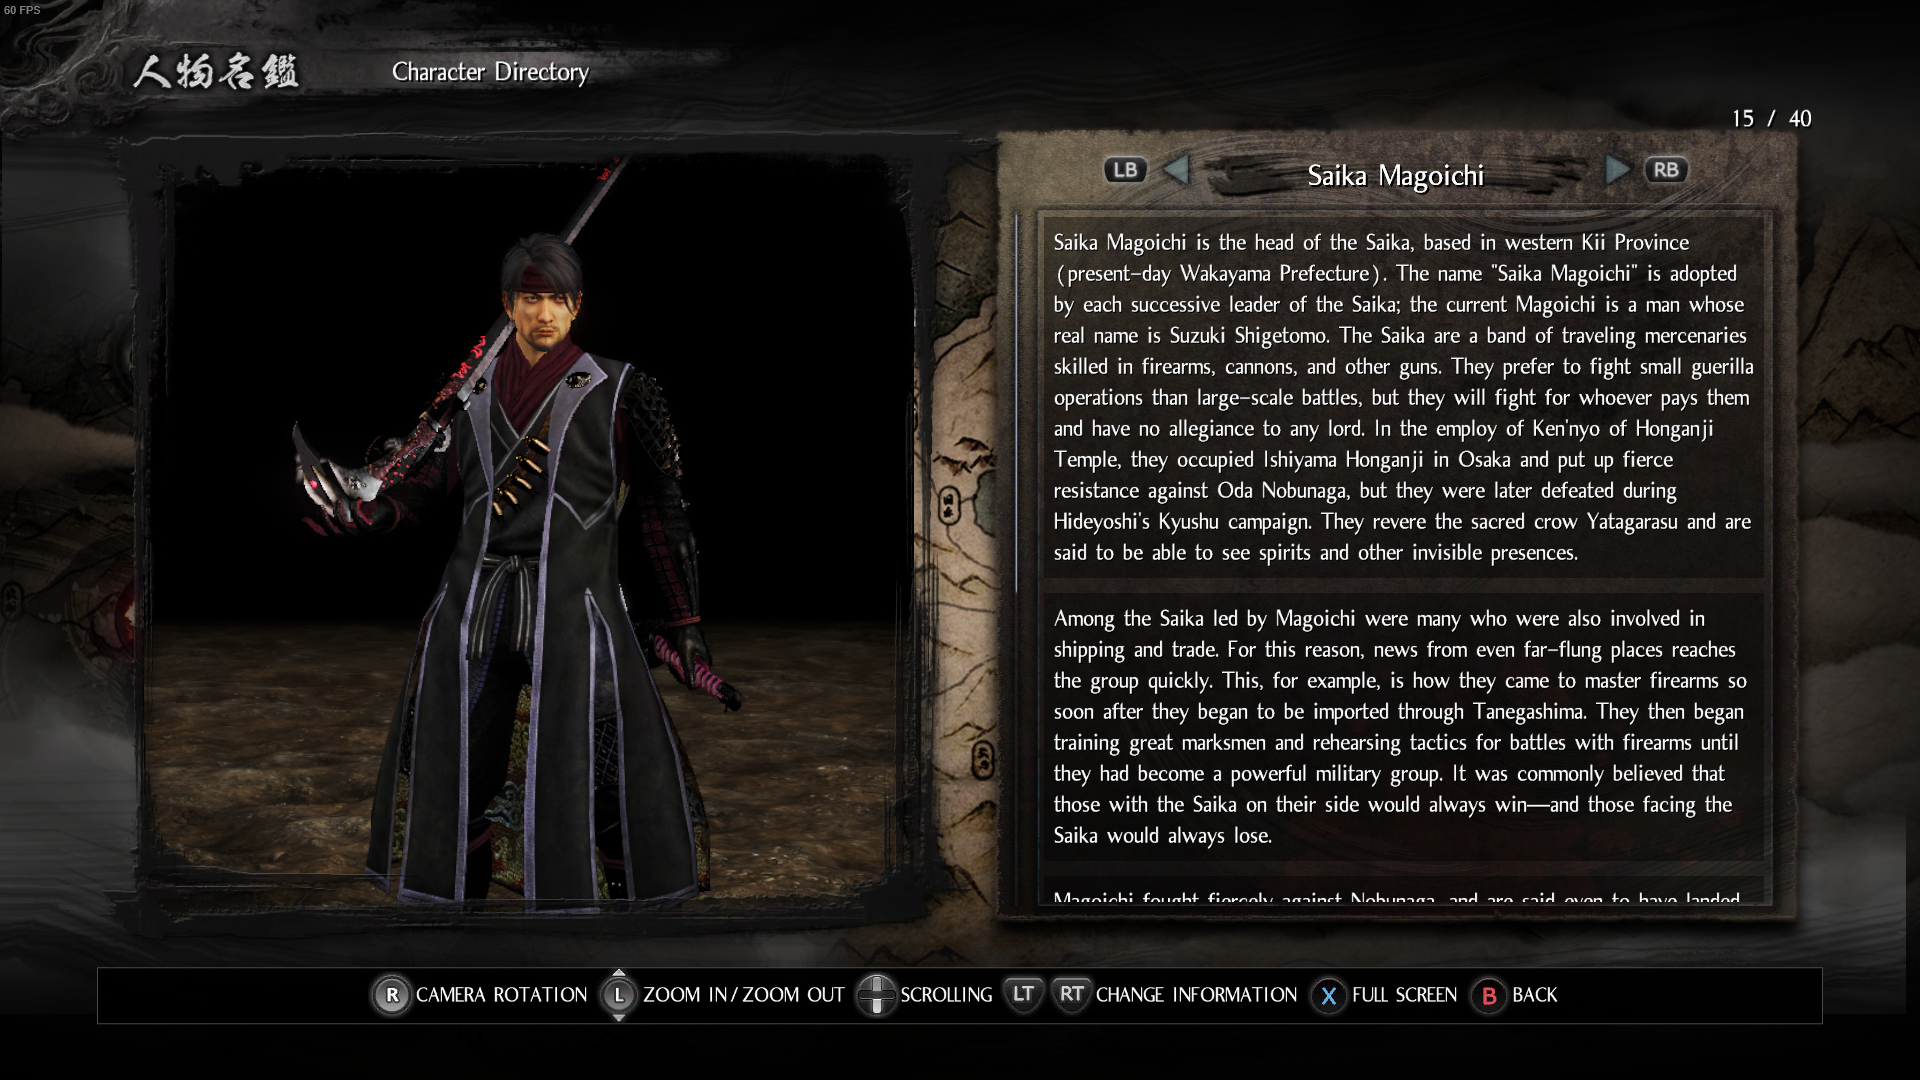 60 FPS
人物名鑑
Character Directory
15 / 40
LB
Saika Magoichi
RB
Saika Magoichi is the head of the Saika, based in western Kii Province
(present-day Wakayama Prefecture). The name "Saika Magoichi" is adopted
by each successive leader of the Saika; the current Magoichi is a man whose
real name is Suzuki Shigetomo. The Saika are a band of traveling mercenaries
skilled in firearms, cannons, and other guns. They prefer to fight small guerilla
operations than large-scale battles, but they will fight for whoever pays them
and have no allegiance to any lord. In the employ of Ken'nyo of Honganji
Temple, they occupied Ishiyama Honganji in Osaka and put up fierce
resistance against Oda Nobunaga, but they were later defeated during
Hideyoshi's Kyushu campaign. They revere the sacred crow Yatagarasu and are
said to be able to see spirits and other invisible presences.
Among the Saika led by Magoichi were many who were also involved in
shipping and trade. For this reason, news from even far-flung places reaches
the group quickly. This, for example, is how they came to master firearms so
soon after they began to be imported through Tanegashima. They then began
training great marksmen and rehearsing tactics for battles with firearms until
they had become a powerful military group. It was commonly believed that
those with the Saika on their side would always win—and those facing the
Saika would always lose.
Magoichi fought fiercely against Nobunaga, and are said even to have landed
R CAMERA ROTATION L ZOOM IN/ZOOM OUT SCROLLING LT RT CHANGE INFORMATION X FULL SCREEN B BACK